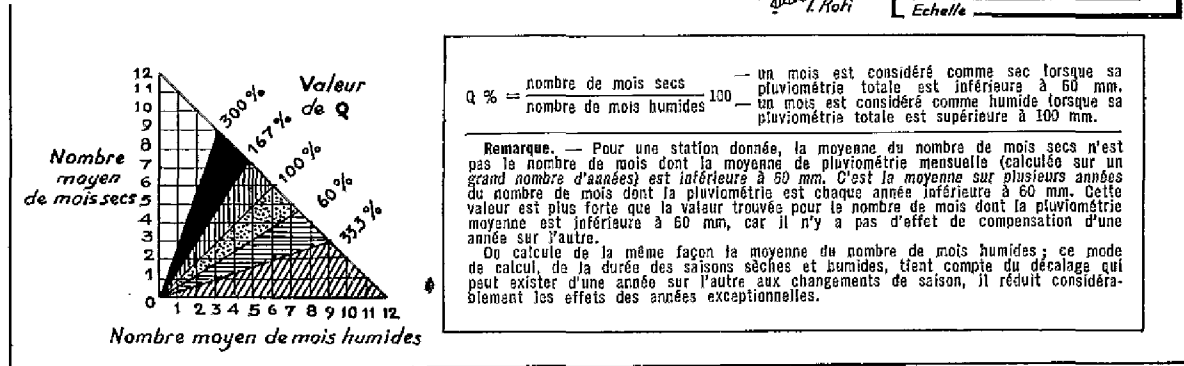 I. Roti
Echelle
12
11
10
9
8
7
6
5
4
3
2
1
0
1 2 3 4 5 6 7 8 9 10 11 12
Nombre
moyen
de mois secs
Nombre moyen de mois humides
Valeur
de Q
300%
167%
100%
60%
33,3%
Q % = nombre de mois secs
nombre de mois humides 100
— un mois est considéré comme sec lorsque sa
pluviométrie totale est inférieure à 60 mm.
— un mois est considéré comme humide lorsque sa
pluviométrie totale est supérieure à 100 mm.
Remarque. — Pour une station donnée, la moyenne du nombre de mois secs n'est
pas le nombre de mois dont la moyenne de pluviométrie mensuelle (calculée sur un
grand nombre d'années) est inférieure à 60 mm. C'est la moyenne sur plusieurs années
du nombre de mois dont la pluviométrie est chaque année inférieure à 60 mm. Cette
valeur est plus forte que la valeur trouvée pour le nombre de mois dont la pluviométrie
moyenne est inférieure à 60 mm, car il n'y a pas d'effet de compensation d'une
année sur l'autre.
On calcule de la même façon la moyenne du nombre de mois humides ; ce mode
de calcul, de la durée des saisons sèches et humides, tient compte du décalage qui
peut exister d'une année sur l'autre aux changements de saison, il réduit considéra-
blement les effets des années exceptionnelles.